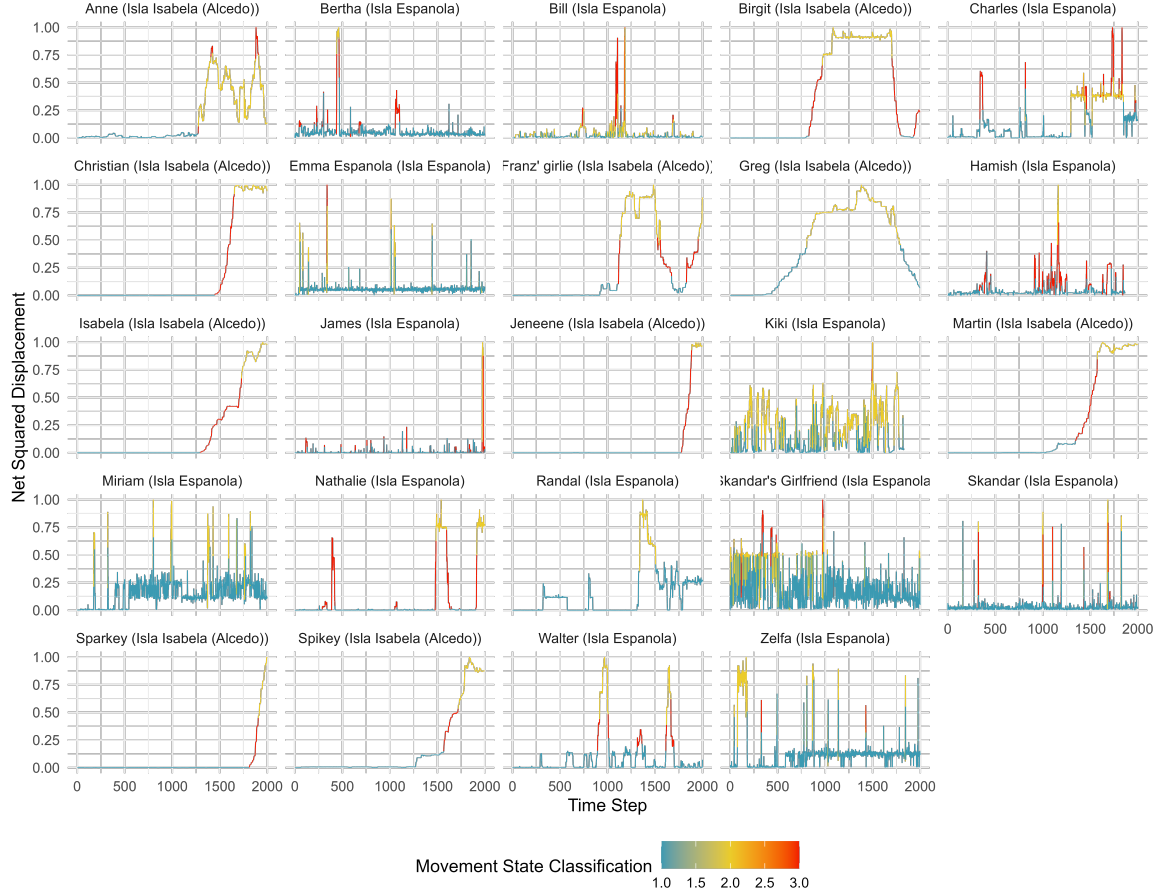 Anne (Isla Isabela (Alcedo)) Bertha (Isla Espanola) Bill (Isla Espanola) Birgit (Isla Isabela (Alcedo)) Charles (Isla Espanola)
1.00
0.75
0.50
0.25
0.00
Christian (Isla Isabela (Alcedo)) Emma Espanola (Isla Espanola) Franz' girlie (Isla Isabela (Alcedo)) Greg (Isla Isabela (Alcedo)) Hamish (Isla Espanola)
1.00
0.75
0.50
0.25
0.00
Isabela (Isla Isabela (Alcedo)) James (Isla Espanola) Jeneene (Isla Isabela (Alcedo)) Kiki (Isla Espanola) Martin (Isla Isabela (Alcedo))
1.00
0.75
0.50
0.25
0.00
Net Squared Displacement
Miriam (Isla Espanola) Nathalie (Isla Espanola) Randal (Isla Espanola) Skandar's Girlfriend (Isla Espanola Skandar (Isla Espanola)
1.00
0.75
0.50
0.25
0.00
0 500 1000 1500 2000
Sparkey (Isla Isabela (Alcedo)) Spikey (Isla Isabela (Alcedo)) Walter (Isla Espanola) Zelfa (Isla Espanola)
1.00
0.75
0.50
0.25
0.00
0 500 1000 1500 2000 0 500 1000 1500 2000 0 500 1000 1500 2000 0 500 1000 1500 2000
Time Step
Movement State Classification
1.0 1.5 2.0 2.5 3.0